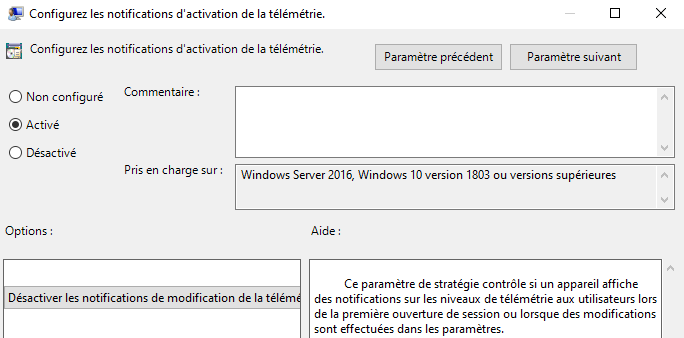 Configurez les notifications d'activation de la télémétrie.
Configurez les notifications d'activation de la télémétrie.
Paramètre précédent
Paramètre suivant
Non configuré
Commentaire :
Activé
Désactivé
Pris en charge sur :
Windows Server 2016, Windows 10 version 1803 ou versions supérieures
Options :
Aide :
Désactiver les notifications de modification de la télémé
Ce paramètre de stratégie contrôle si un appareil affiche
des notifications sur les niveaux de télémétrie aux utilisateurs lors
de la première ouverture de session ou lorsque des modifications
sont effectuées dans les paramètres.